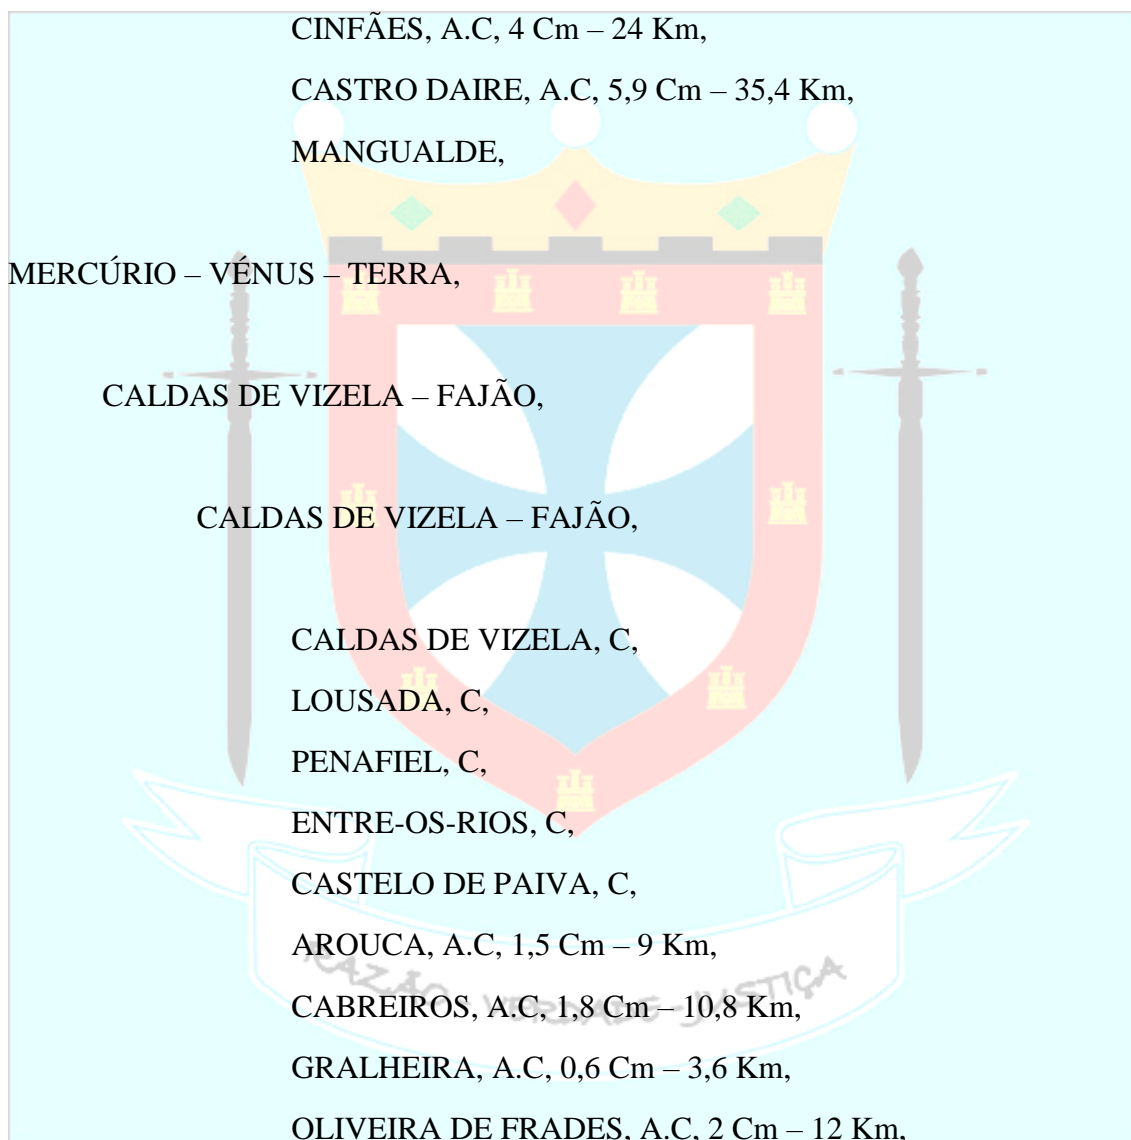 CINFÃES, A.C, 4 Cm – 24 Km,
CASTRO DAIRE, A.C, 5,9 Cm – 35,4 Km,
MANGUALDE,
MERCÚRIO – VÉNUS – TERRA,
CALDAS DE VIZELA – FAJÃO,
CALDAS DE VIZELA – FAJÃO,
CALDAS DE VIZELA, C,
LOUSADA, C,
PENAFIEL, C,
ENTRE-OS-RIOS, C,
CASTELO DE PAIVA, C,
AROUCA, A.C, 1,5 Cm – 9 Km,
RAZÃO - VERDADE - JUSTIÇA
CABREIROS, A.C, 1,8 Cm – 10,8 Km,
GRALHEIRA, A.C, 0,6 Cm – 3,6 Km,
OLIVEIRA DE FRADES, A.C, 2 Cm – 12 Km,